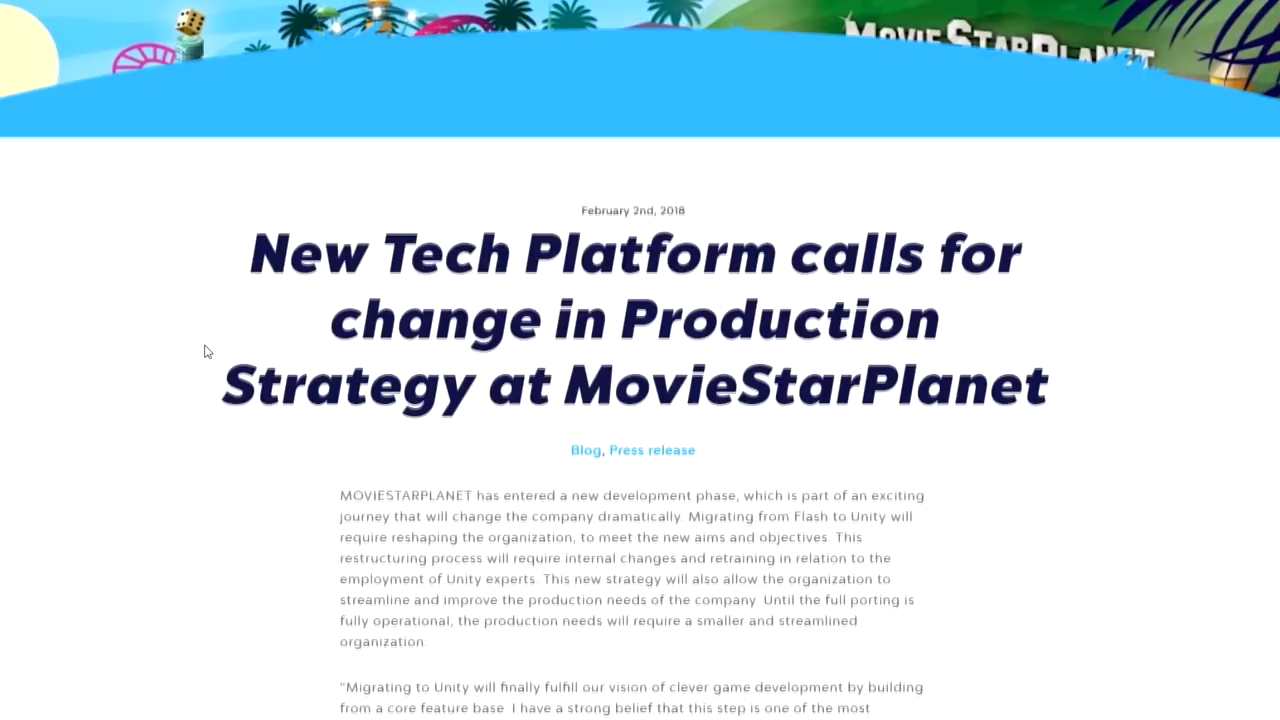 MOVIESTARPLANET
February 2nd, 2018
New Tech Platform calls for
change in Production
Strategy at MovieStarPlanet
Blog, Press release
MOVIESTARPLANET has entered a new development phase, which is part of an exciting
journey that will change the company dramatically. Migrating from Flash to Unity will
require reshaping the organization, to meet the new aims and objectives. This
restructuring process will require internal changes and retraining in relation to the
employment of Unity experts. This new strategy will also allow the organization to
streamline and improve the production needs of the company. Until the full porting is
fully operational, the production needs will require a smaller and streamlined
organization.
"Migrating to Unity will finally fulfill our vision of clever game development by building
from a core feature base. I have a strong belief that this step is one of the most